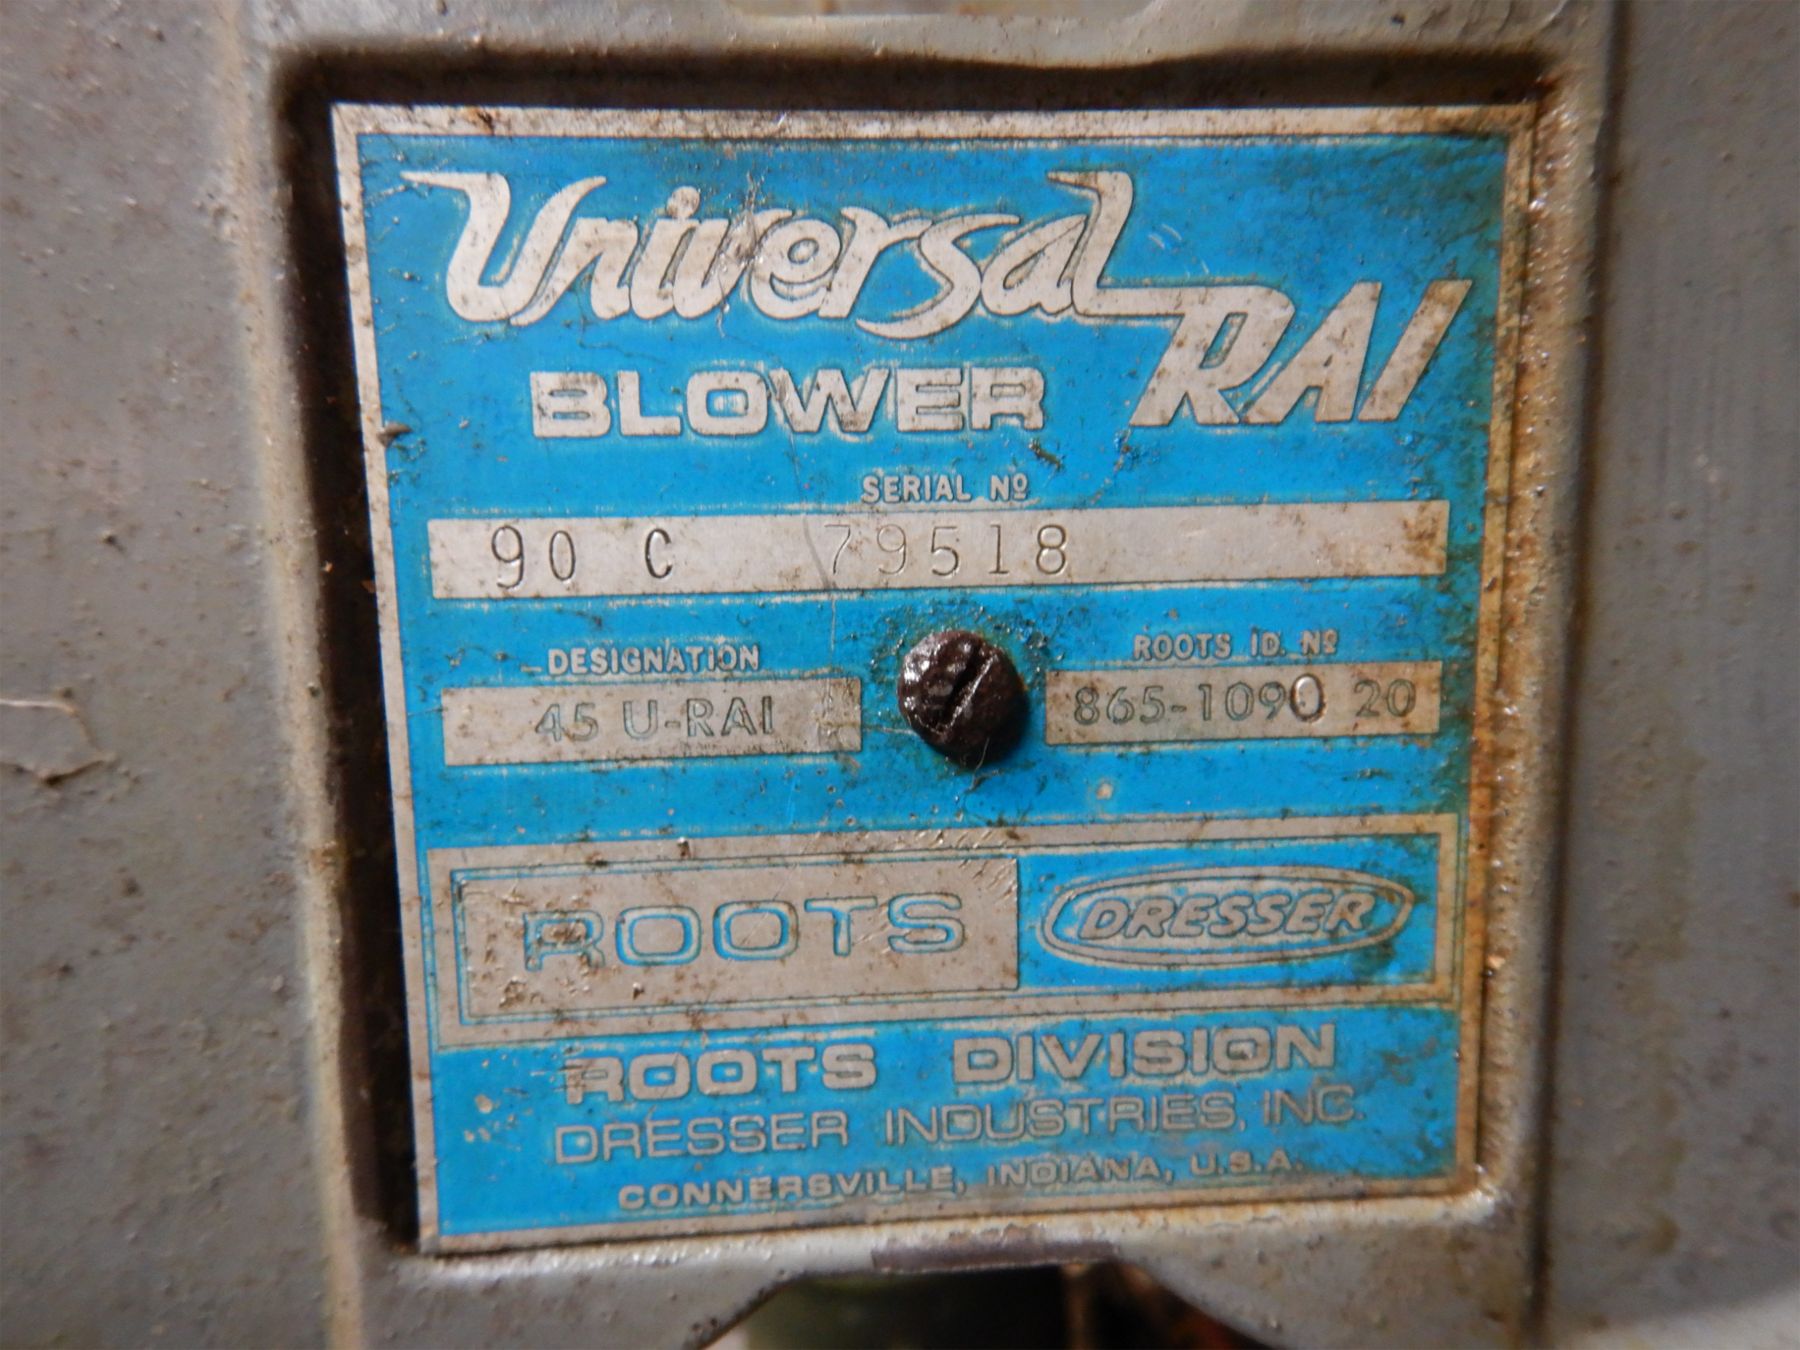 Universal RAI
BLOWER
SERIAL Nº
90 C 79518
DESIGNATION
45 U-RAI
ROOTS ID. Nº
865-1090 20
ROOTS
DRESSER
ROOTS DIVISION
DRESSER INDUSTRIES, INC.
CONNERSVILLE, INDIANA, U.S.A.